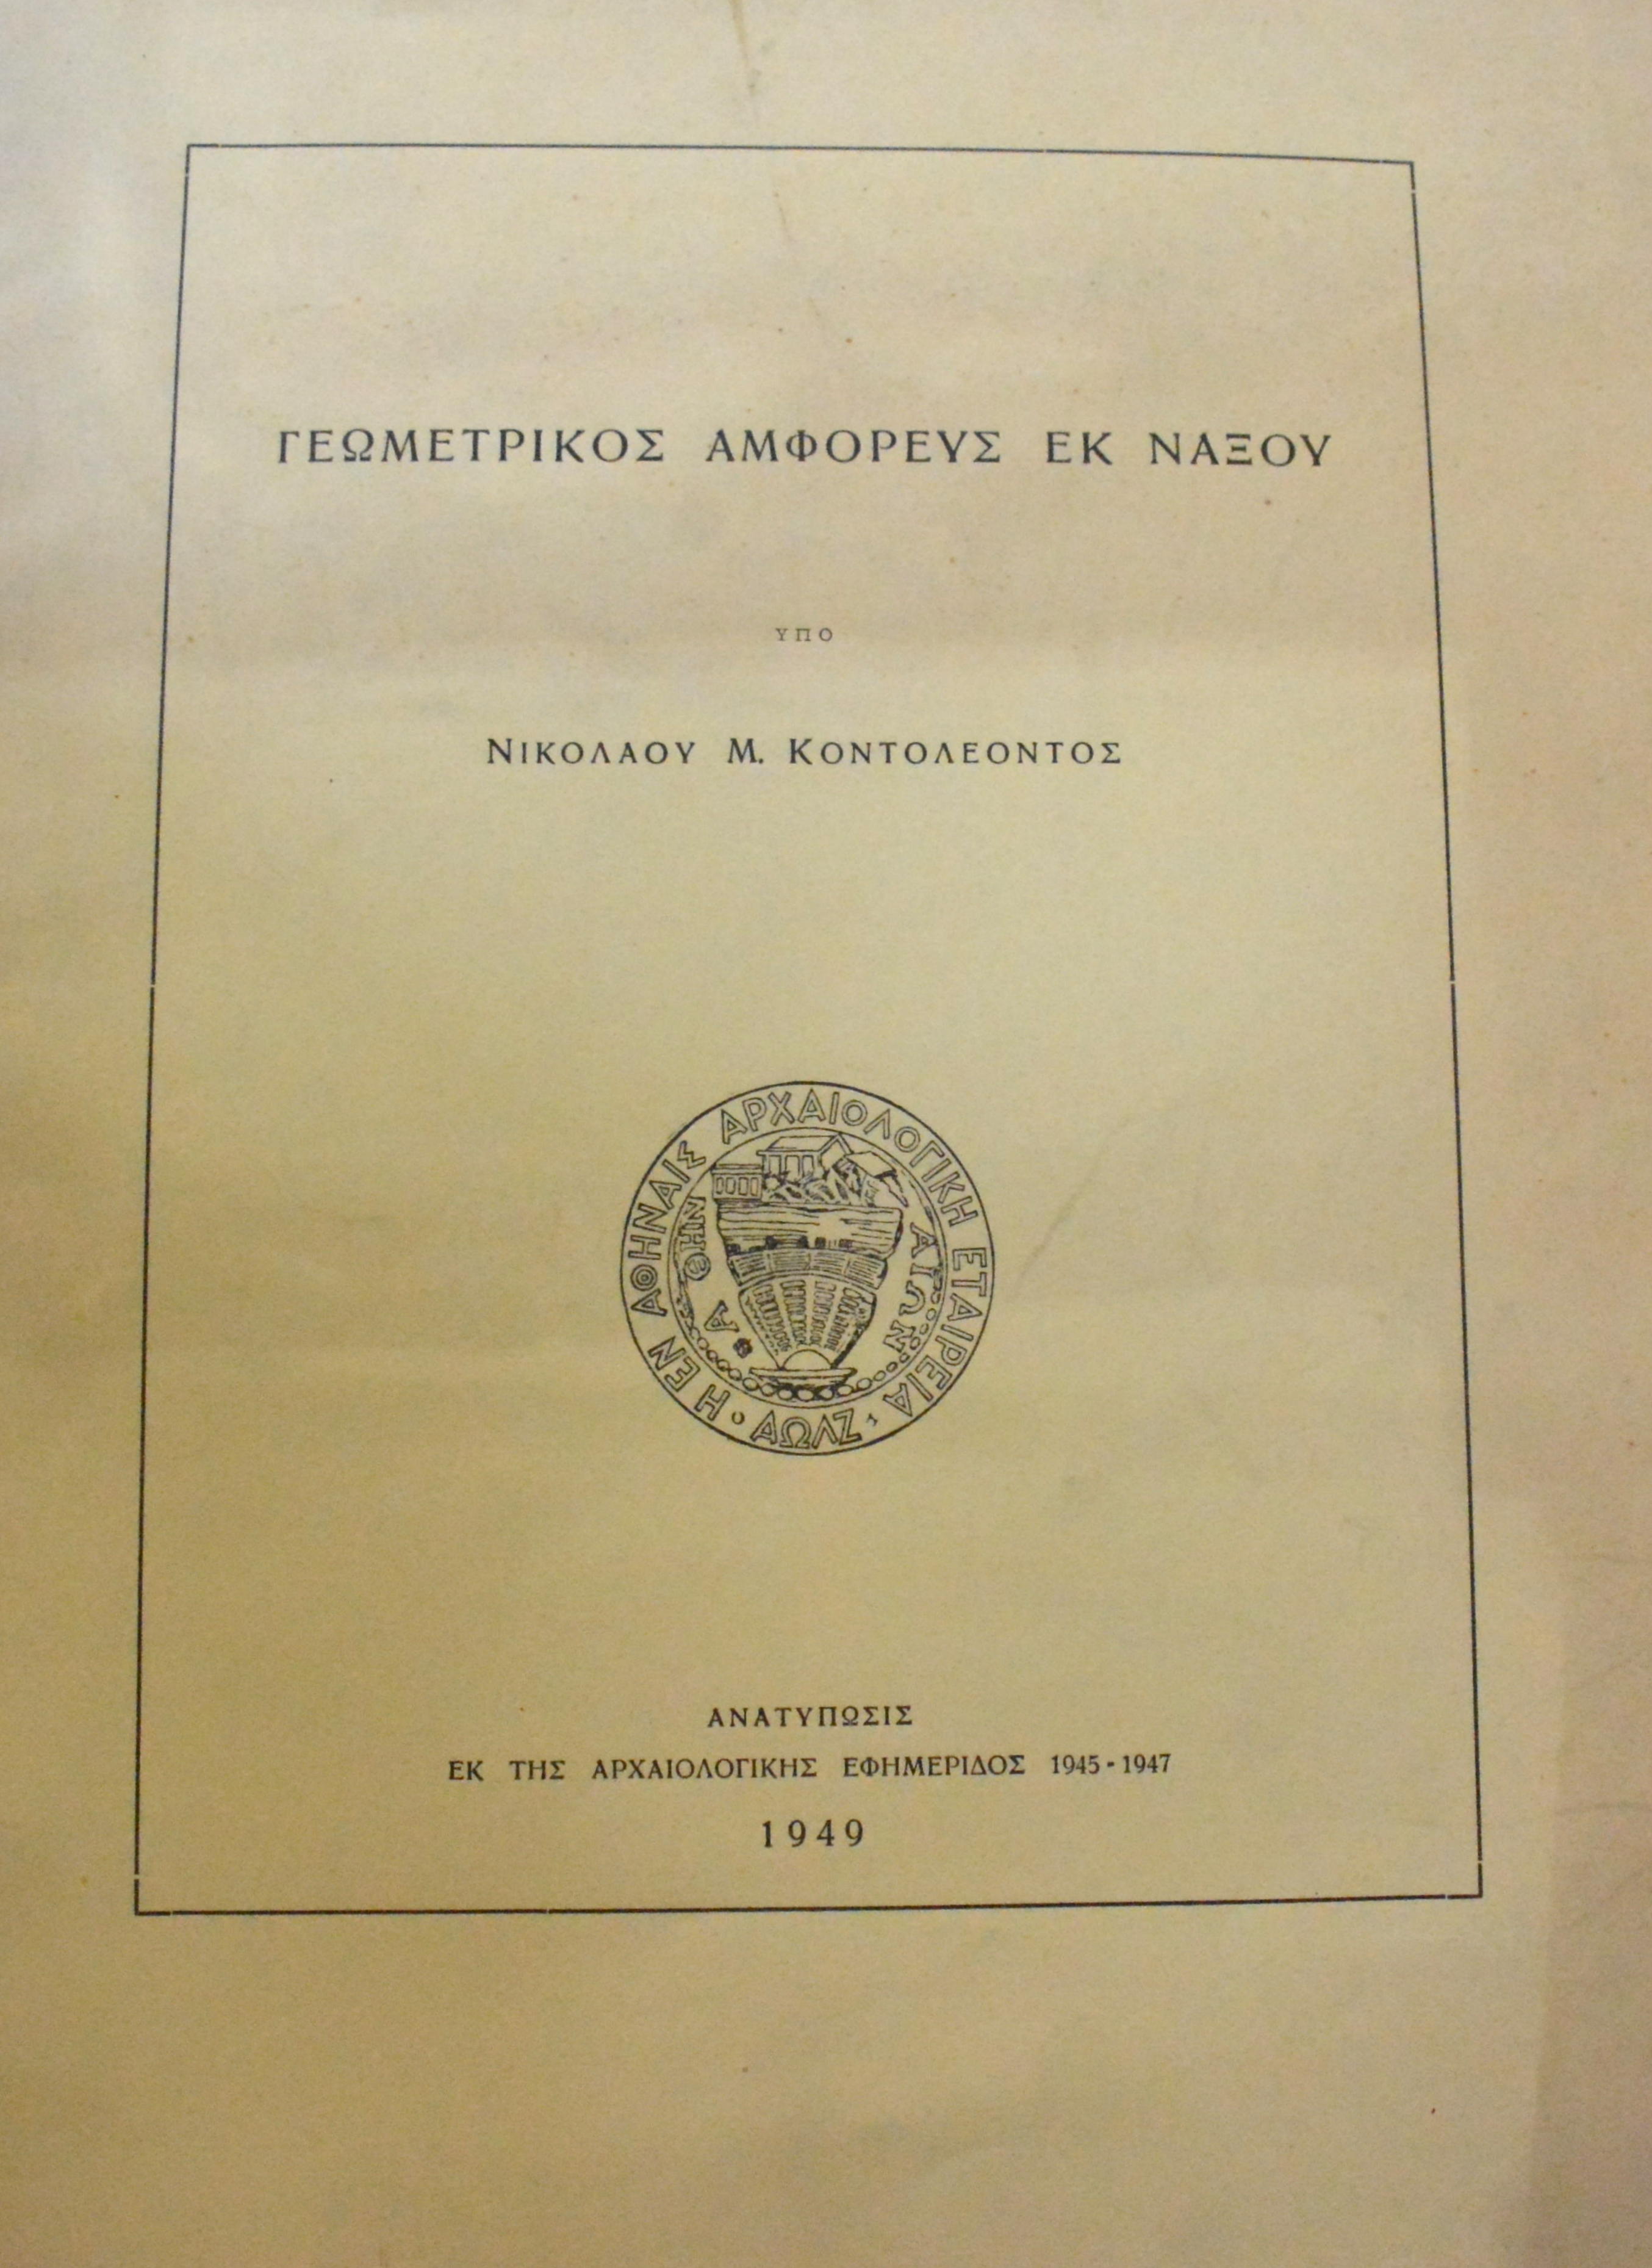 ΓΕΩΜΕΤΡΙΚΟΣ ΑΜΦΟΡΕΥΣ ΕΚ ΝΑΞΟΥ
ΥΠΟ
ΝΙΚΟΛΑΟΥ Μ. ΚΟΝΤΟΛΕΟΝΤΟΣ
Η ΕΝ ΑΘΗΝΑΙΣ ΑΡΧΑΙΟΛΟΓΙΚΗ ΕΤΑΙΡΕΙΑ
ΑΘΗΝΑΙΩΝ
ΑΩΛΖ
ΑΝΑΤΥΠΩΣΙΣ
ΕΚ ΤΗΣ ΑΡΧΑΙΟΛΟΓΙΚΗΣ ΕΦΗΜΕΡΙΔΟΣ 1945-1947
1949